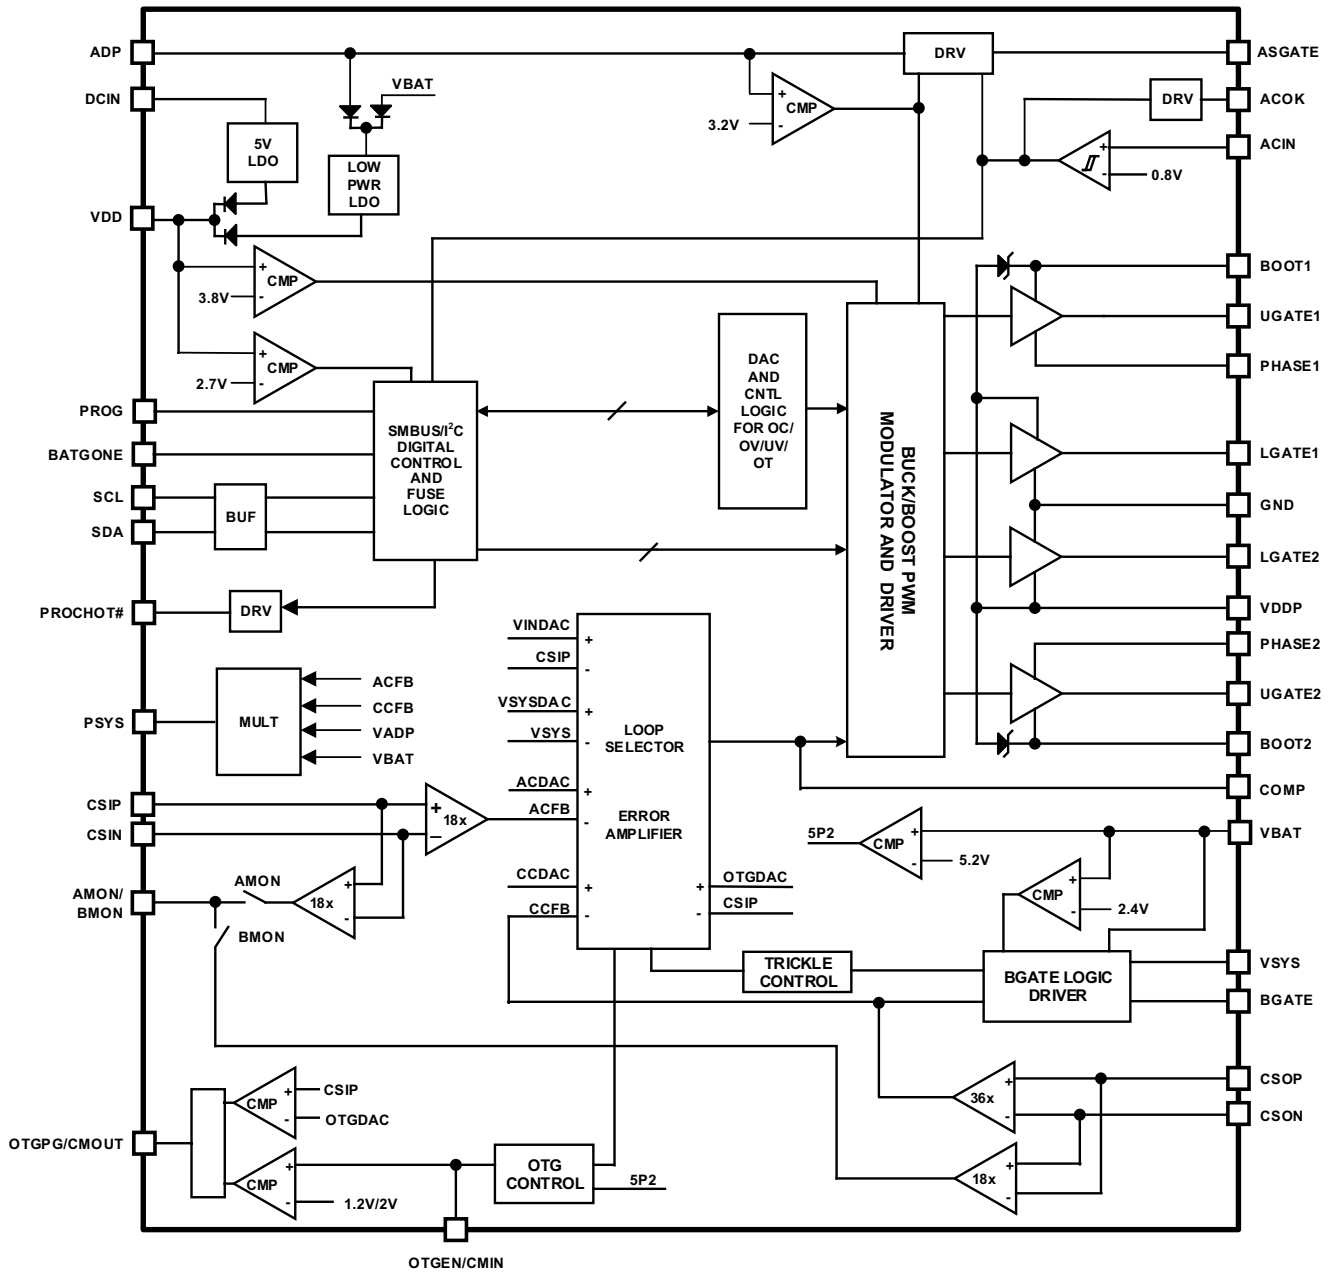 ADP
DCIN
VDD
PROG
BATGONE
SCL
SDA
PROCHOT#
PSYS
CSIP
CSIN
AMON/
BMON
OTGPG/CMOUT
OTGEN/CMIN
ASGATE
ACOK
ACIN
BOOT1
UGATE1
PHASE1
LGATE1
GND
LGATE2
VDDP
PHASE2
UGATE2
BOOT2
COMP
VBAT
VSYS
BGATE
CSOP
CSON
VBAT
5V
LDO
LOW
PWR
LDO
+
-
CMP
3.2V
DRV
DRV
+
-
0.8V
+
-
CMP
3.8V
+
-
CMP
2.7V
SMBUS/I²C
DIGITAL
CONTROL
AND
FUSE
LOGIC
BUF
DRV
DAC
AND
CNTL
LOGIC
FOR OC/
OV/UV/
OT
BUCK/BOOST PWM
MODULATOR AND DRIVER
MULT
ACFB
CCFB
VADP
VBAT
VINDAC
+
CSIP
-
VSYSDAC
+
VSYS
-
ACDAC
+
ACFB
-
CCDAC
+
CCFB
-
LOOP
SELECTOR
ERROR
AMPLIFIER
+
OTGDAC
-
CSIP
+
–
18x
AMON
BMON
+
-
18x
5P2
+
-
CMP
5.2V
+
-
CMP
2.4V
TRICKLE
CONTROL
BGATE LOGIC
DRIVER
+
-
36x
+
-
18x
+
-
CMP
CSIP
OTGDAC
+
-
CMP
1.2V/2V
OTG
CONTROL
5P2